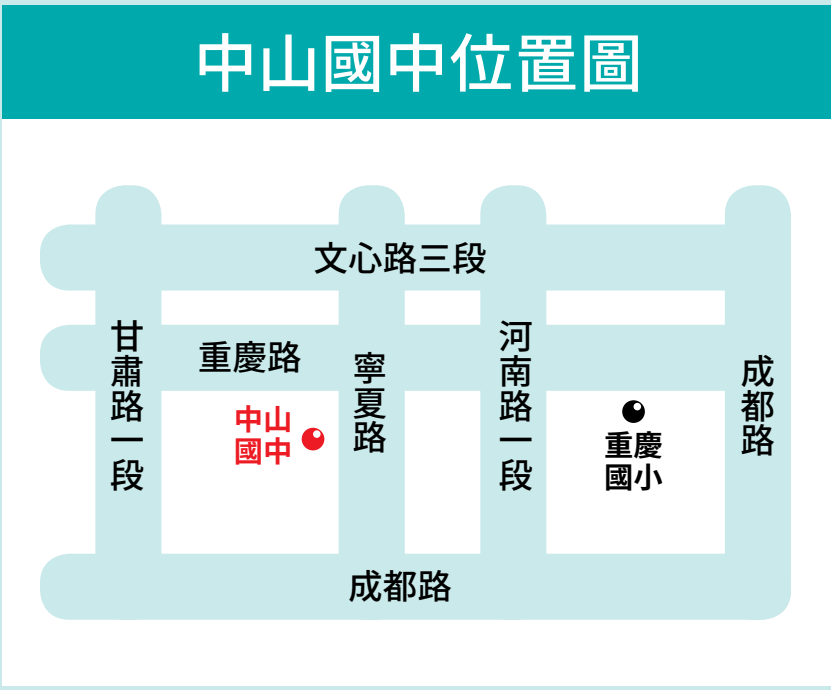 中山國中位置圖
文心路三段
甘肅路一段
重慶路
寧夏路
河南路一段
成都路
中山
國中
重慶
國小
成都路